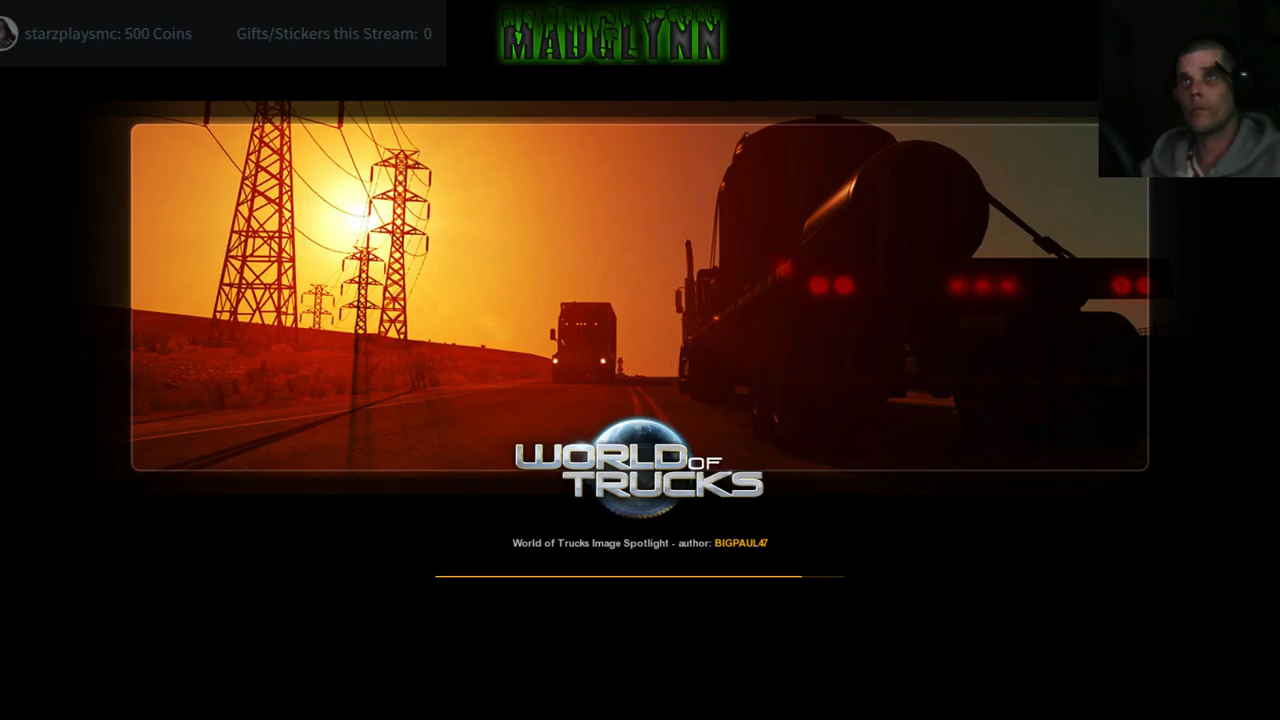 starzplaysmc: 500 Coins
Gifts/Stickers this Stream: 0
MADGLYNN
WORLD OF
TRUCKS
World of Trucks Image Spotlight - author: BIGPAUL47